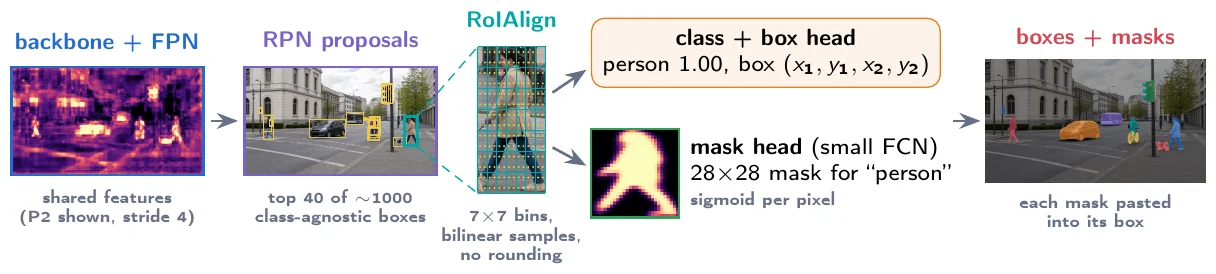 backbone + FPN
shared features
(P2 shown, stride 4)
RPN proposals
top 40 of ∼1000
class-agnostic boxes
RoIAlign
7×7 bins,
bilinear samples,
no rounding
class + box head
person 1.00, box (x₁, y₁, x₂, y₂)
mask head (small FCN)
28×28 mask for “person”
sigmoid per pixel
boxes + masks
each mask pasted
into its box